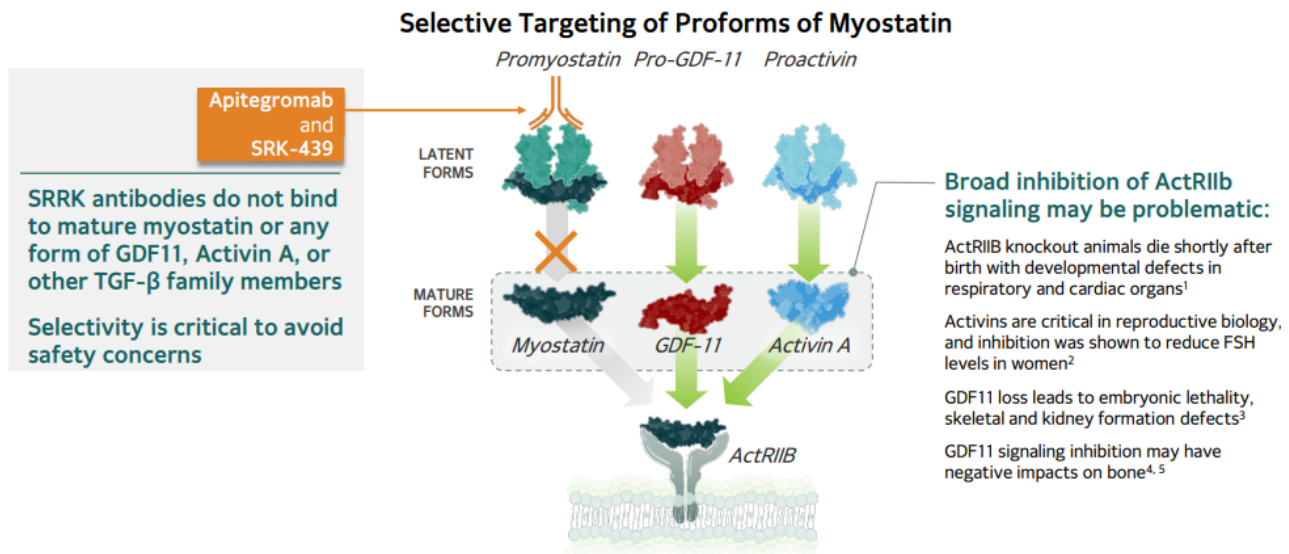 Selective Targeting of Proforms of Myostatin
Promyostatin
Pro-GDF-11
Proactivin
Apitegromab
and
SRK-439
SRRK antibodies do not bind
to mature myostatin or any
form of GDF11, Activin A, or
other TGF-β family members
Selectivity is critical to avoid
safety concerns
LATENT
FORMS
MATURE
FORMS
Myostatin
GDF-11
Activin A
ActRIIB
Broad inhibition of ActRIIb
signaling may be problematic:
ActRIIB knockout animals die shortly after
birth with developmental defects in
respiratory and cardiac organs¹
Activins are critical in reproductive biology,
and inhibition was shown to reduce FSH
levels in women²
GDF11 loss leads to embryonic lethality,
skeletal and kidney formation defects³
GDF11 signaling inhibition may have
negative impacts on bone⁴, ⁵